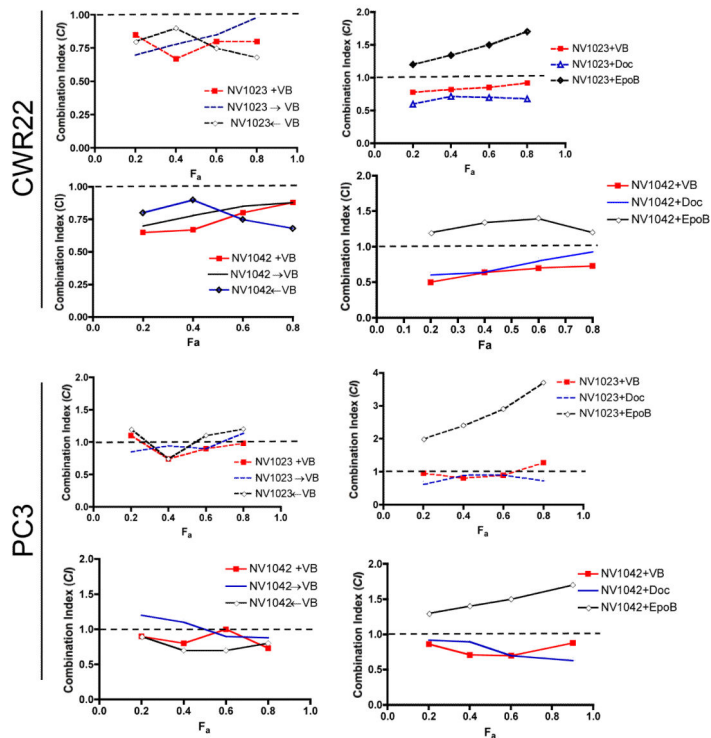 CWR22
Combination Index (CI)
1.00
0.75
0.50
0.25
0.00
0.0 0.2 0.4 0.6 0.8 1.0
Fa
NV1023 +VB
NV1023 → VB
NV1023← VB
Combination Index (CI)
2.0
1.5
1.0
0.5
0.0
0.0 0.2 0.4 0.6 0.8 1.0
Fa
NV1023+VB
NV1023+Doc
NV1023+EpoB
Combination Index (CI)
1.00
0.75
0.50
0.25
0.00
0.0 0.2 0.4 0.6 0.8
Fa
NV1042 +VB
NV1042 →VB
NV1042←VB
Combination Index (CI)
2.0
1.5
1.0
0.5
0.0
0.0 0.1 0.2 0.3 0.4 0.5 0.6 0.7 0.8
Fa
NV1042+VB
NV1042+Doc
NV1042+EpoB
PC3
Combination Index (CI)
2.0
1.5
1.0
0.5
0.0
0.0 0.2 0.4 0.6 0.8 1.0
Fa
NV1023 +VB
NV1023 →VB
NV1023←VB
Combination Index (CI)
4
3
2
1
0
0.0 0.2 0.4 0.6 0.8 1.0
Fa
NV1023+VB
NV1023+Doc
NV1023+EpoB
Combination Index (CI)
2.0
1.5
1.0
0.5
0.0
0.0 0.2 0.4 0.6 0.8 1.0
Fa
NV1042 +VB
NV1042→VB
NV1042←VB
Combination Index (CI)
2.0
1.5
1.0
0.5
0.0
0.0 0.2 0.4 0.6 0.8 1.0
Fa
NV1042+VB
NV1042+Doc
NV1042+EpoB